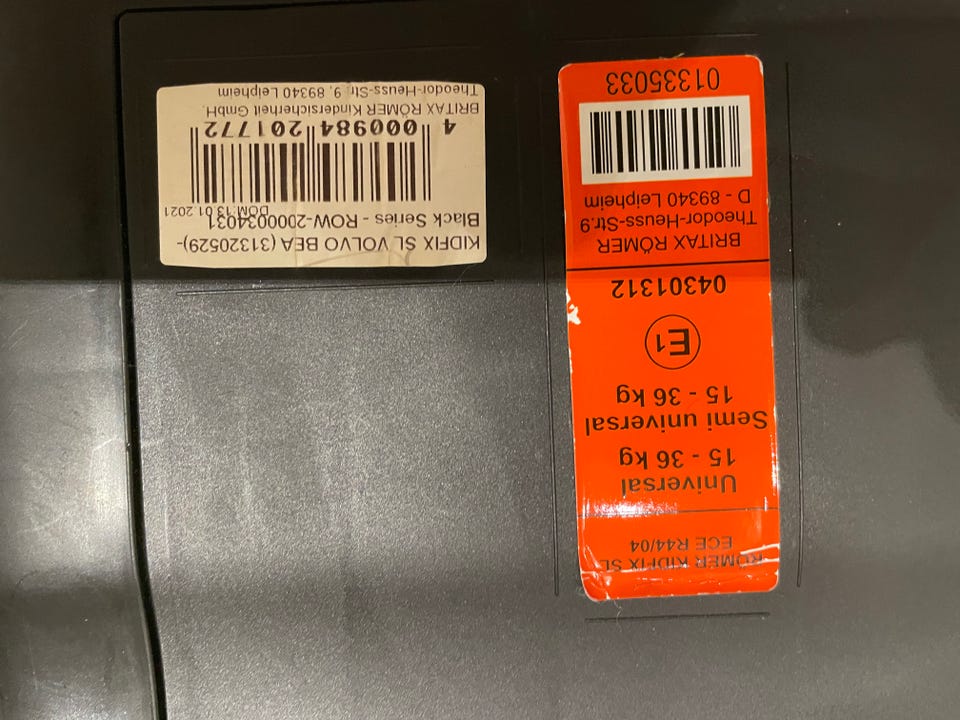 KIDFIX SL VOLVO BEA (31320529)-
Black Series - ROW-2000034031
DOM:13.01.2021
4 000984 201772
BRITAX RÖMER Kindersicherheit GmbH.
Theodor-Heuss-Str. 9, 89340 Leipheim
RÖMER KIDFIX SL
ECE R44/04
Universal
15 - 36 kg
Semi universal
15 - 36 kg
E1
04301312
BRITAX RÖMER
Theodor-Heuss-Str.9
D - 89340 Leipheim
01335033